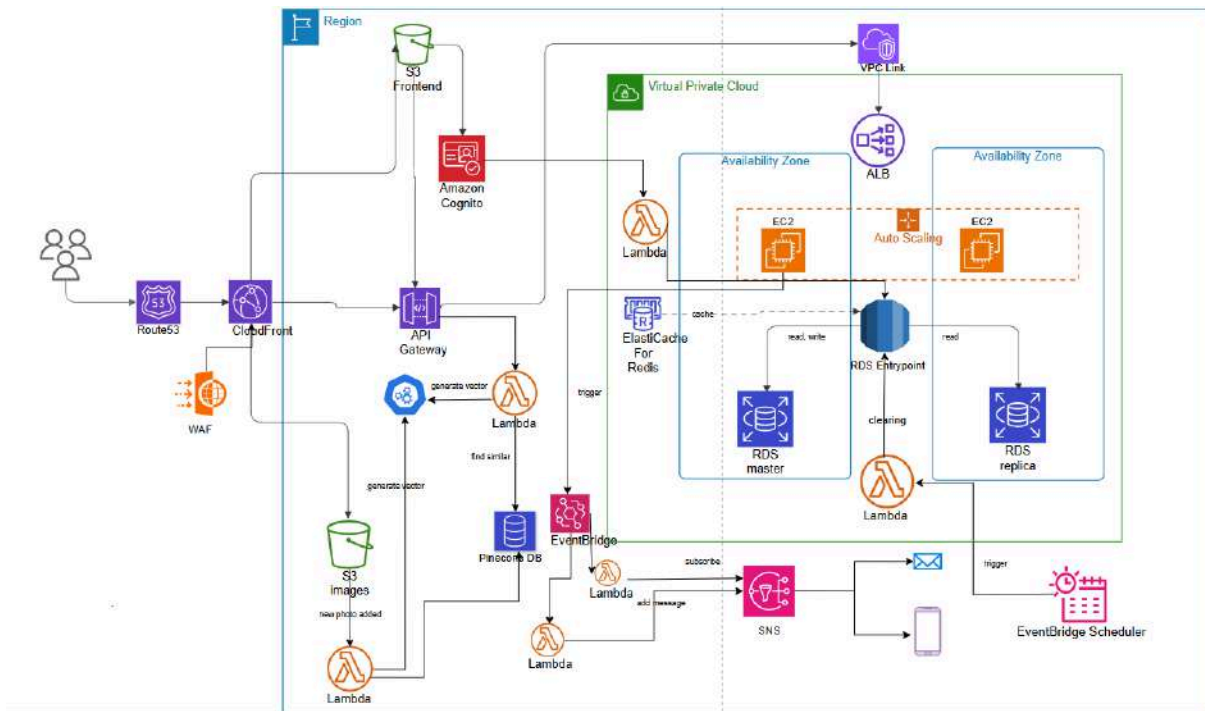 Region
S3
Frontend
VPC Link
Virtual Private Cloud
ALB
Availability Zone
Availability Zone
Amazon
Cognito
Lambda
EC2
EC2
Auto Scaling
53
Route53
CloudFront
API
Gateway
R
ElastiCache
For
Redis
cache
RDS Entrypoint
read, write
read
WAF
generate vector
Lambda
trigger
RDS
master
clearing
RDS
replica
find similar
generate vector
Lambda
S3
Images
Pinecone DB
EventBridge
new photo added
Lambda
Lambda
Lambda
subscribe
add message
SNS
trigger
EventBridge Scheduler